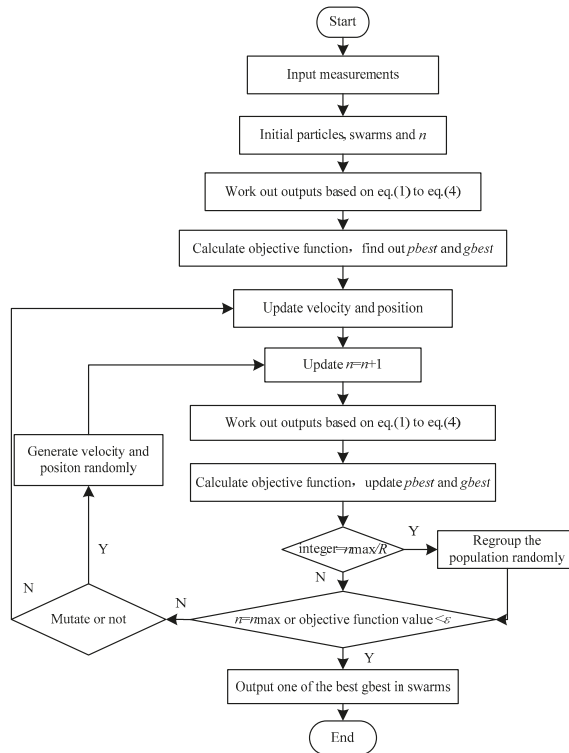 Start
Input measurements
Initial particles, swarms and n
Work out outputs based on eq.(1) to eq.(4)
Calculate objective function, find out pbest and gbest
Update velocity and position
Update n=n+1
Work out outputs based on eq.(1) to eq.(4)
Generate velocity and
positon randomly
Calculate objective function, update pbest and gbest
integer=nmax/R
Y
Regroup the
population randomly
Y
N
N
Mutate or not
N
n=nmax or objective function value<ε
Y
Output one of the best gbest in swarms
End